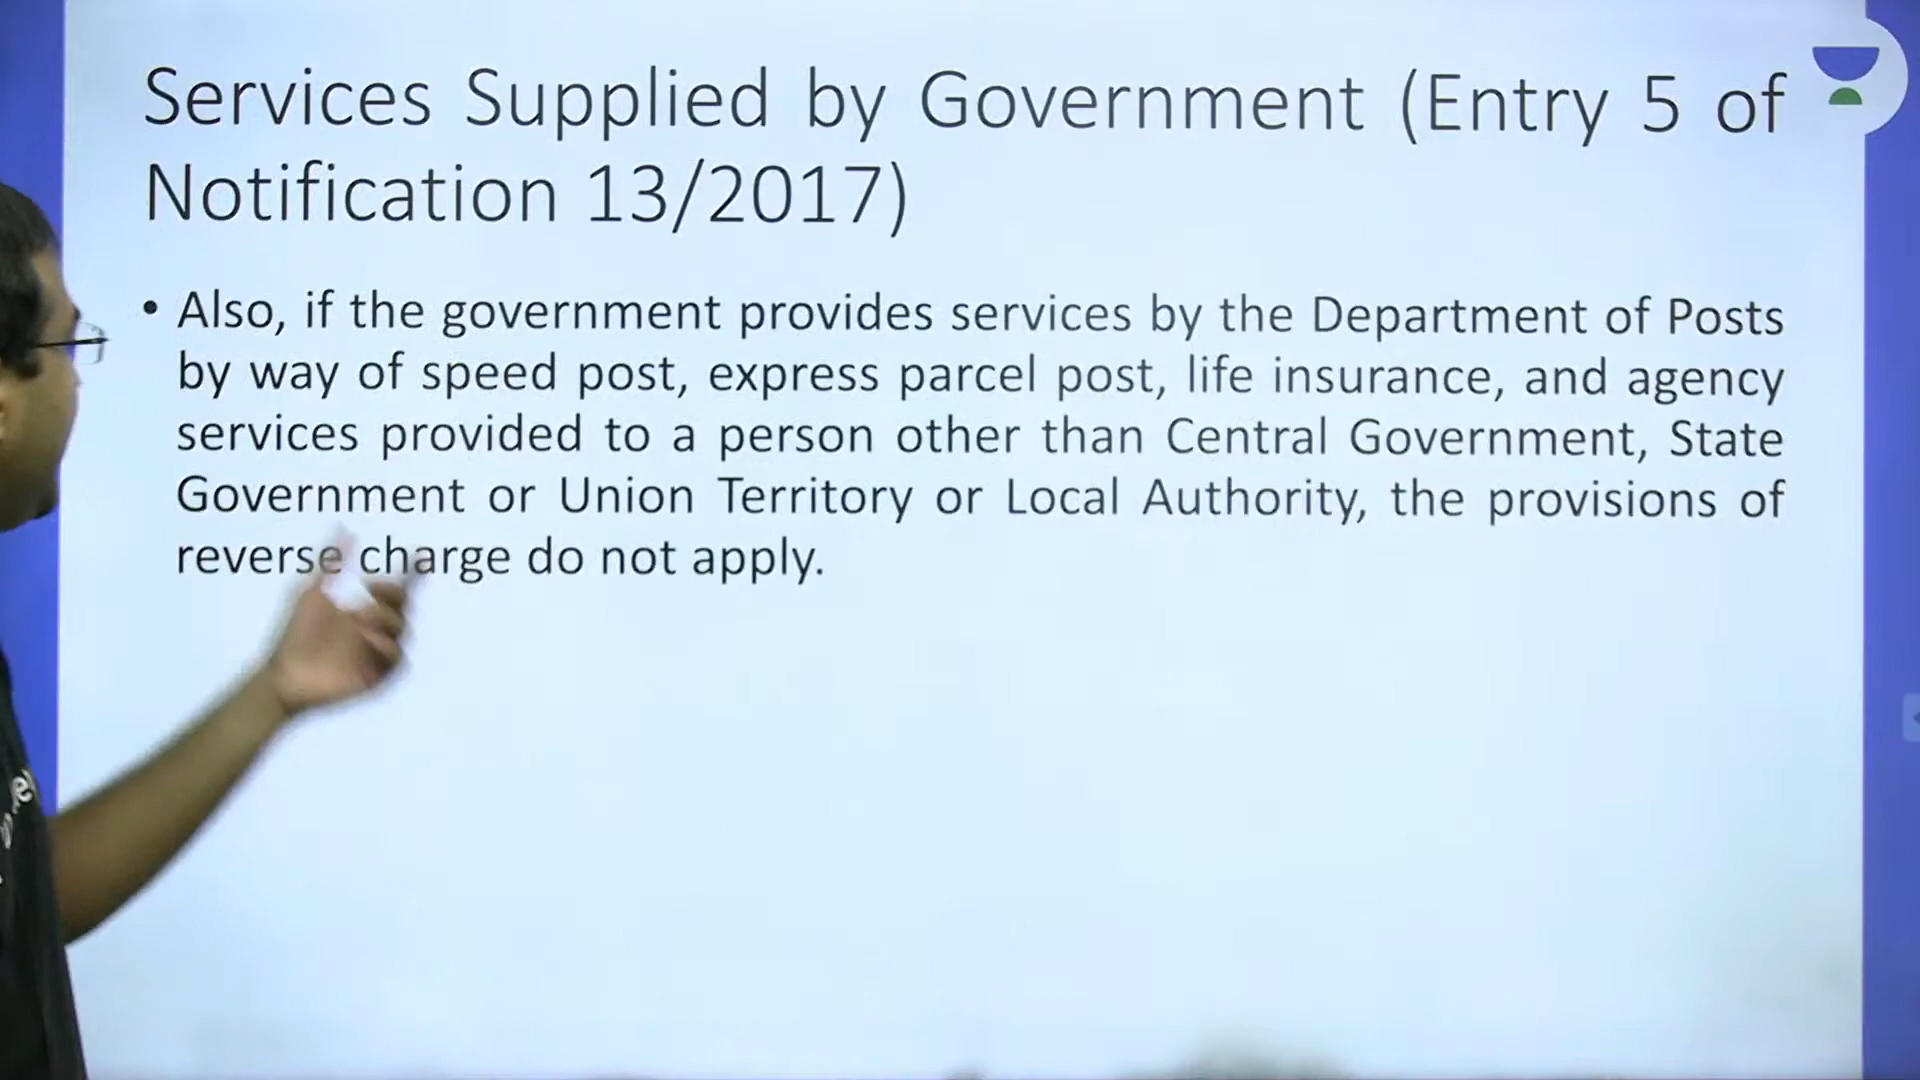 Services Supplied by Government (Entry 5 of
Notification 13/2017)
• Also, if the government provides services by the Department of Posts
by way of speed post, express parcel post, life insurance, and agency
services provided to a person other than Central Government, State
Government or Union Territory or Local Authority, the provisions of
reverse charge do not apply.